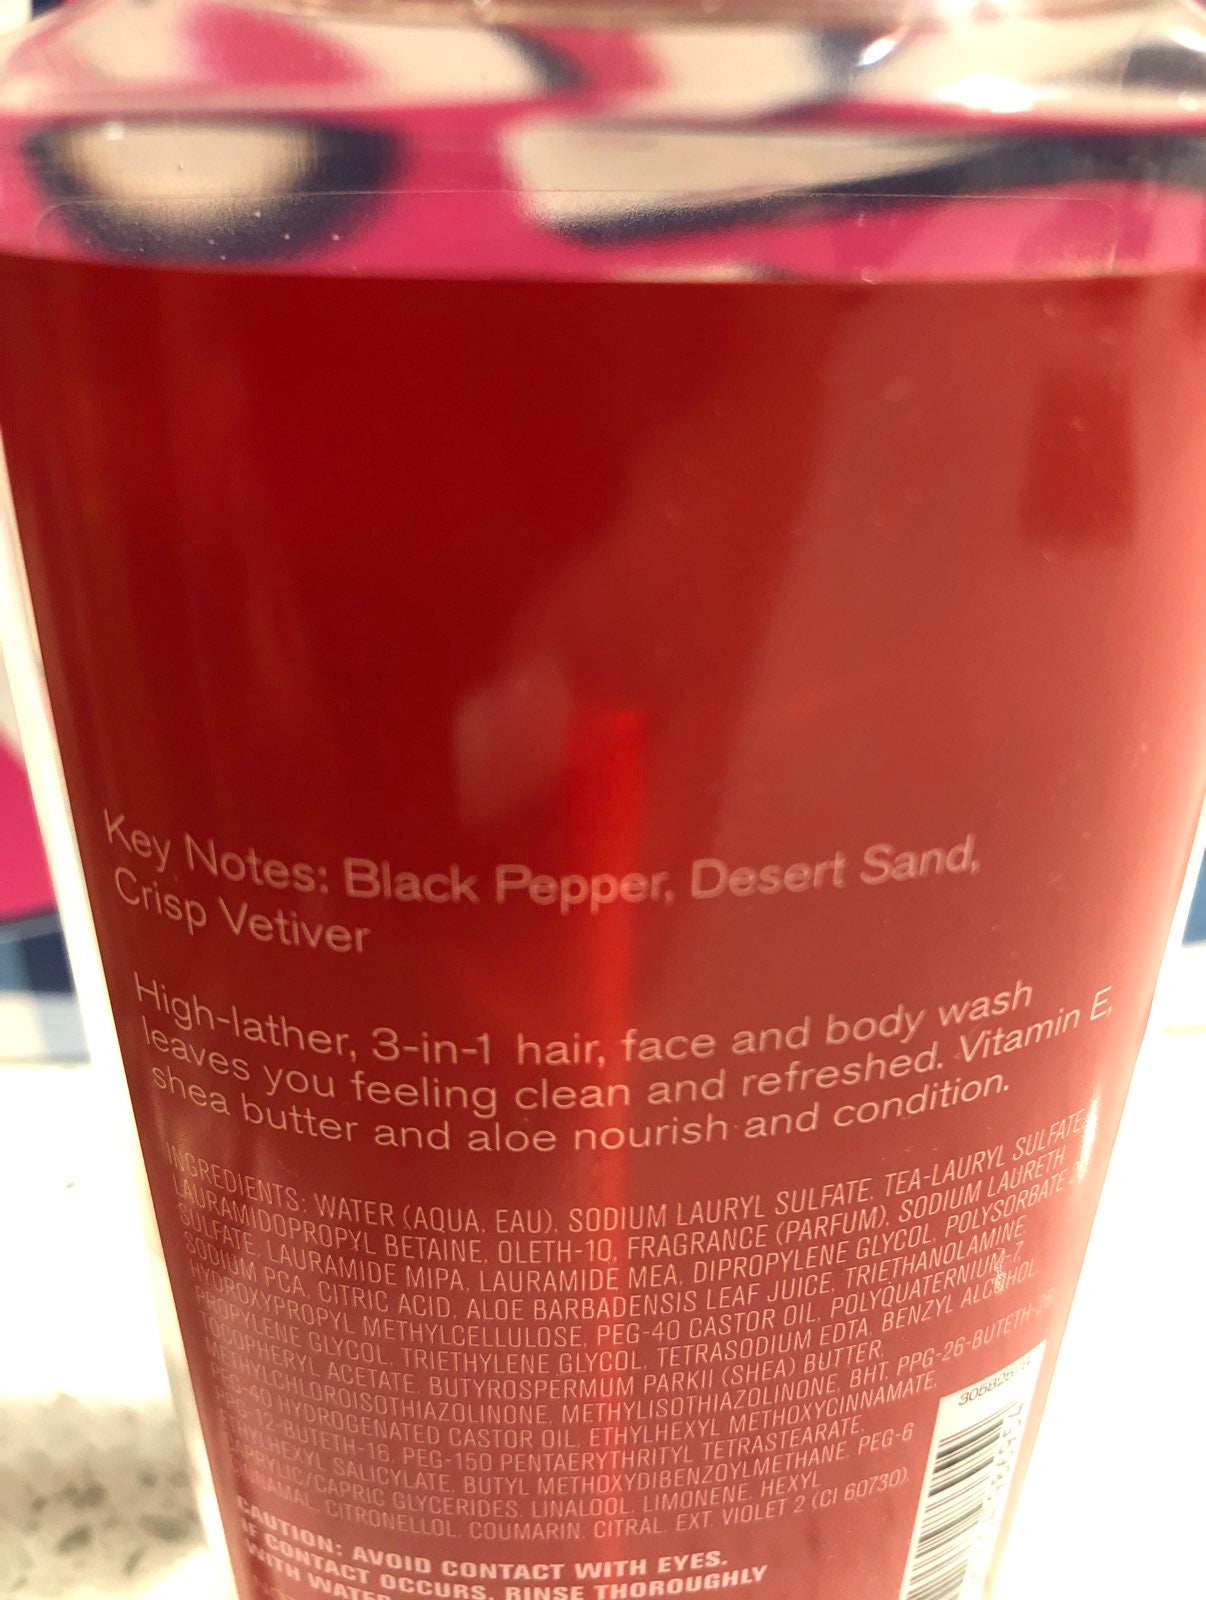 Key Notes: Black Pepper, Desert Sand,
Crisp Vetiver
High-lather, 3-in-1 hair, face and body wash
leaves you feeling clean and refreshed. Vitamin E,
shea butter and aloe nourish and condition.
INGREDIENTS: WATER (AQUA, EAU), SODIUM LAURYL SULFATE, TEA-LAURYL SULFATE,
LAURAMIDOPROPYL BETAINE, OLETH-10, FRAGRANCE (PARFUM), SODIUM LAURETH
SULFATE, LAURAMIDE MIPA, LAURAMIDE MEA, DIPROPYLENE GLYCOL, POLYSORBATE
SODIUM PCA, CITRIC ACID, ALOE BARBADENSIS LEAF JUICE, TRIETHANOLAMINE,
HYDROXYPROPYL METHYLCELLULOSE, PEG-40 CASTOR OIL, POLYQUATERNIUM-7,
PROPYLENE GLYCOL, TRIETHYLENE GLYCOL, TETRASODIUM EDTA, BENZYL ALCOHOL,
TOCOPHERYL ACETATE, BUTYROSPERMUM PARKII (SHEA) BUTTER,
METHYLCHLOROISOTHIAZOLINONE, METHYLISOTHIAZOLINONE, BHT, PPG-26-BUTETH-26,
PEG-40 HYDROGENATED CASTOR OIL, ETHYLHEXYL METHOXYCINNAMATE,
PEG-150 PENTAERYTHRITYL TETRASTEARATE,
SALICYLATE, BUTYL METHOXYDIBENZOYLMETHANE, PEG-6
CAPRYLIC/CAPRIC GLYCERIDES, LINALOOL, LIMONENE, HEXYL
CINNAMAL, CITRONELLOL, COUMARIN, CITRAL, EXT. VIOLET 2 (CI 60730).
CAUTION: AVOID CONTACT WITH EYES.
IF CONTACT OCCURS, RINSE THOROUGHLY
WITH WATER